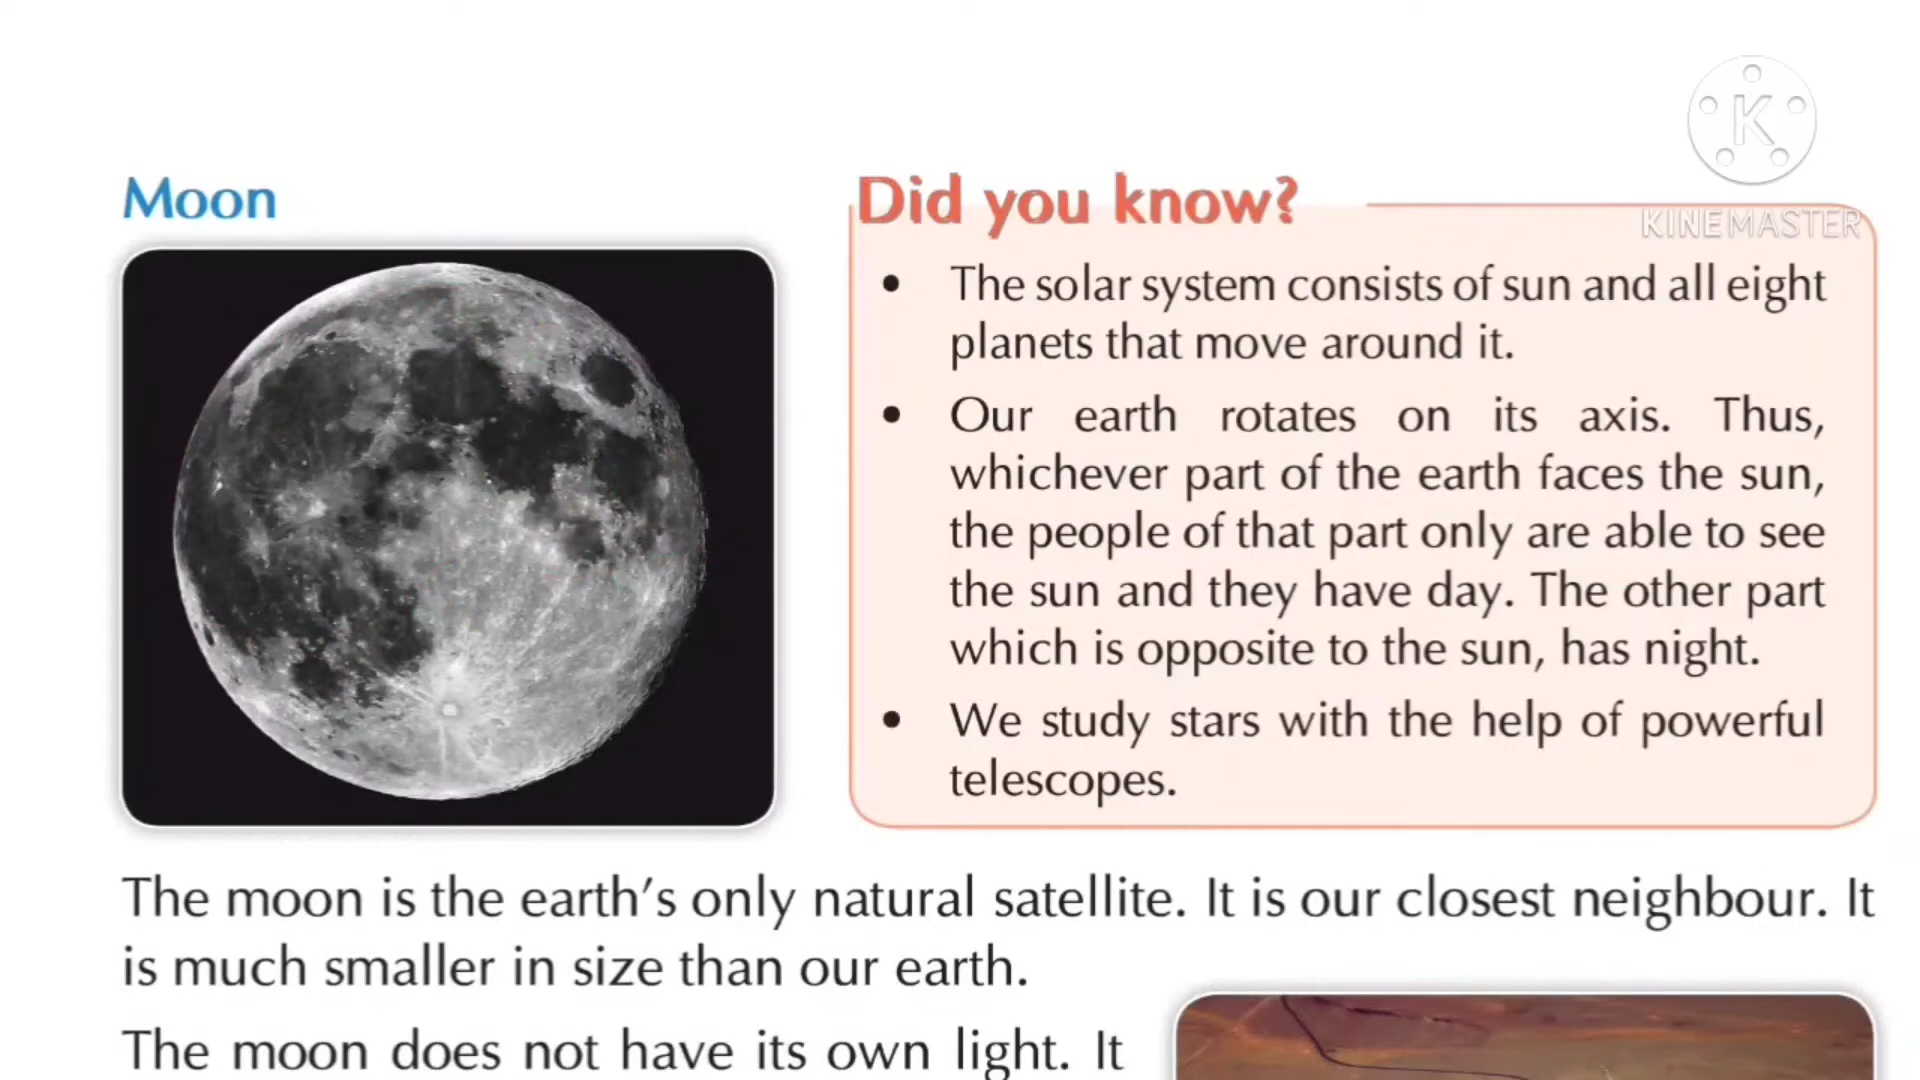 K
KINEMASTER
Moon
Did you know?
• The solar system consists of sun and all eight
planets that move around it.
• Our earth rotates on its axis. Thus,
whichever part of the earth faces the sun,
the people of that part only are able to see
the sun and they have day. The other part
which is opposite to the sun, has night.
• We study stars with the help of powerful
telescopes.
The moon is the earth's only natural satellite. It is our closest neighbour. It
is much smaller in size than our earth.
The moon does not have its own light. It